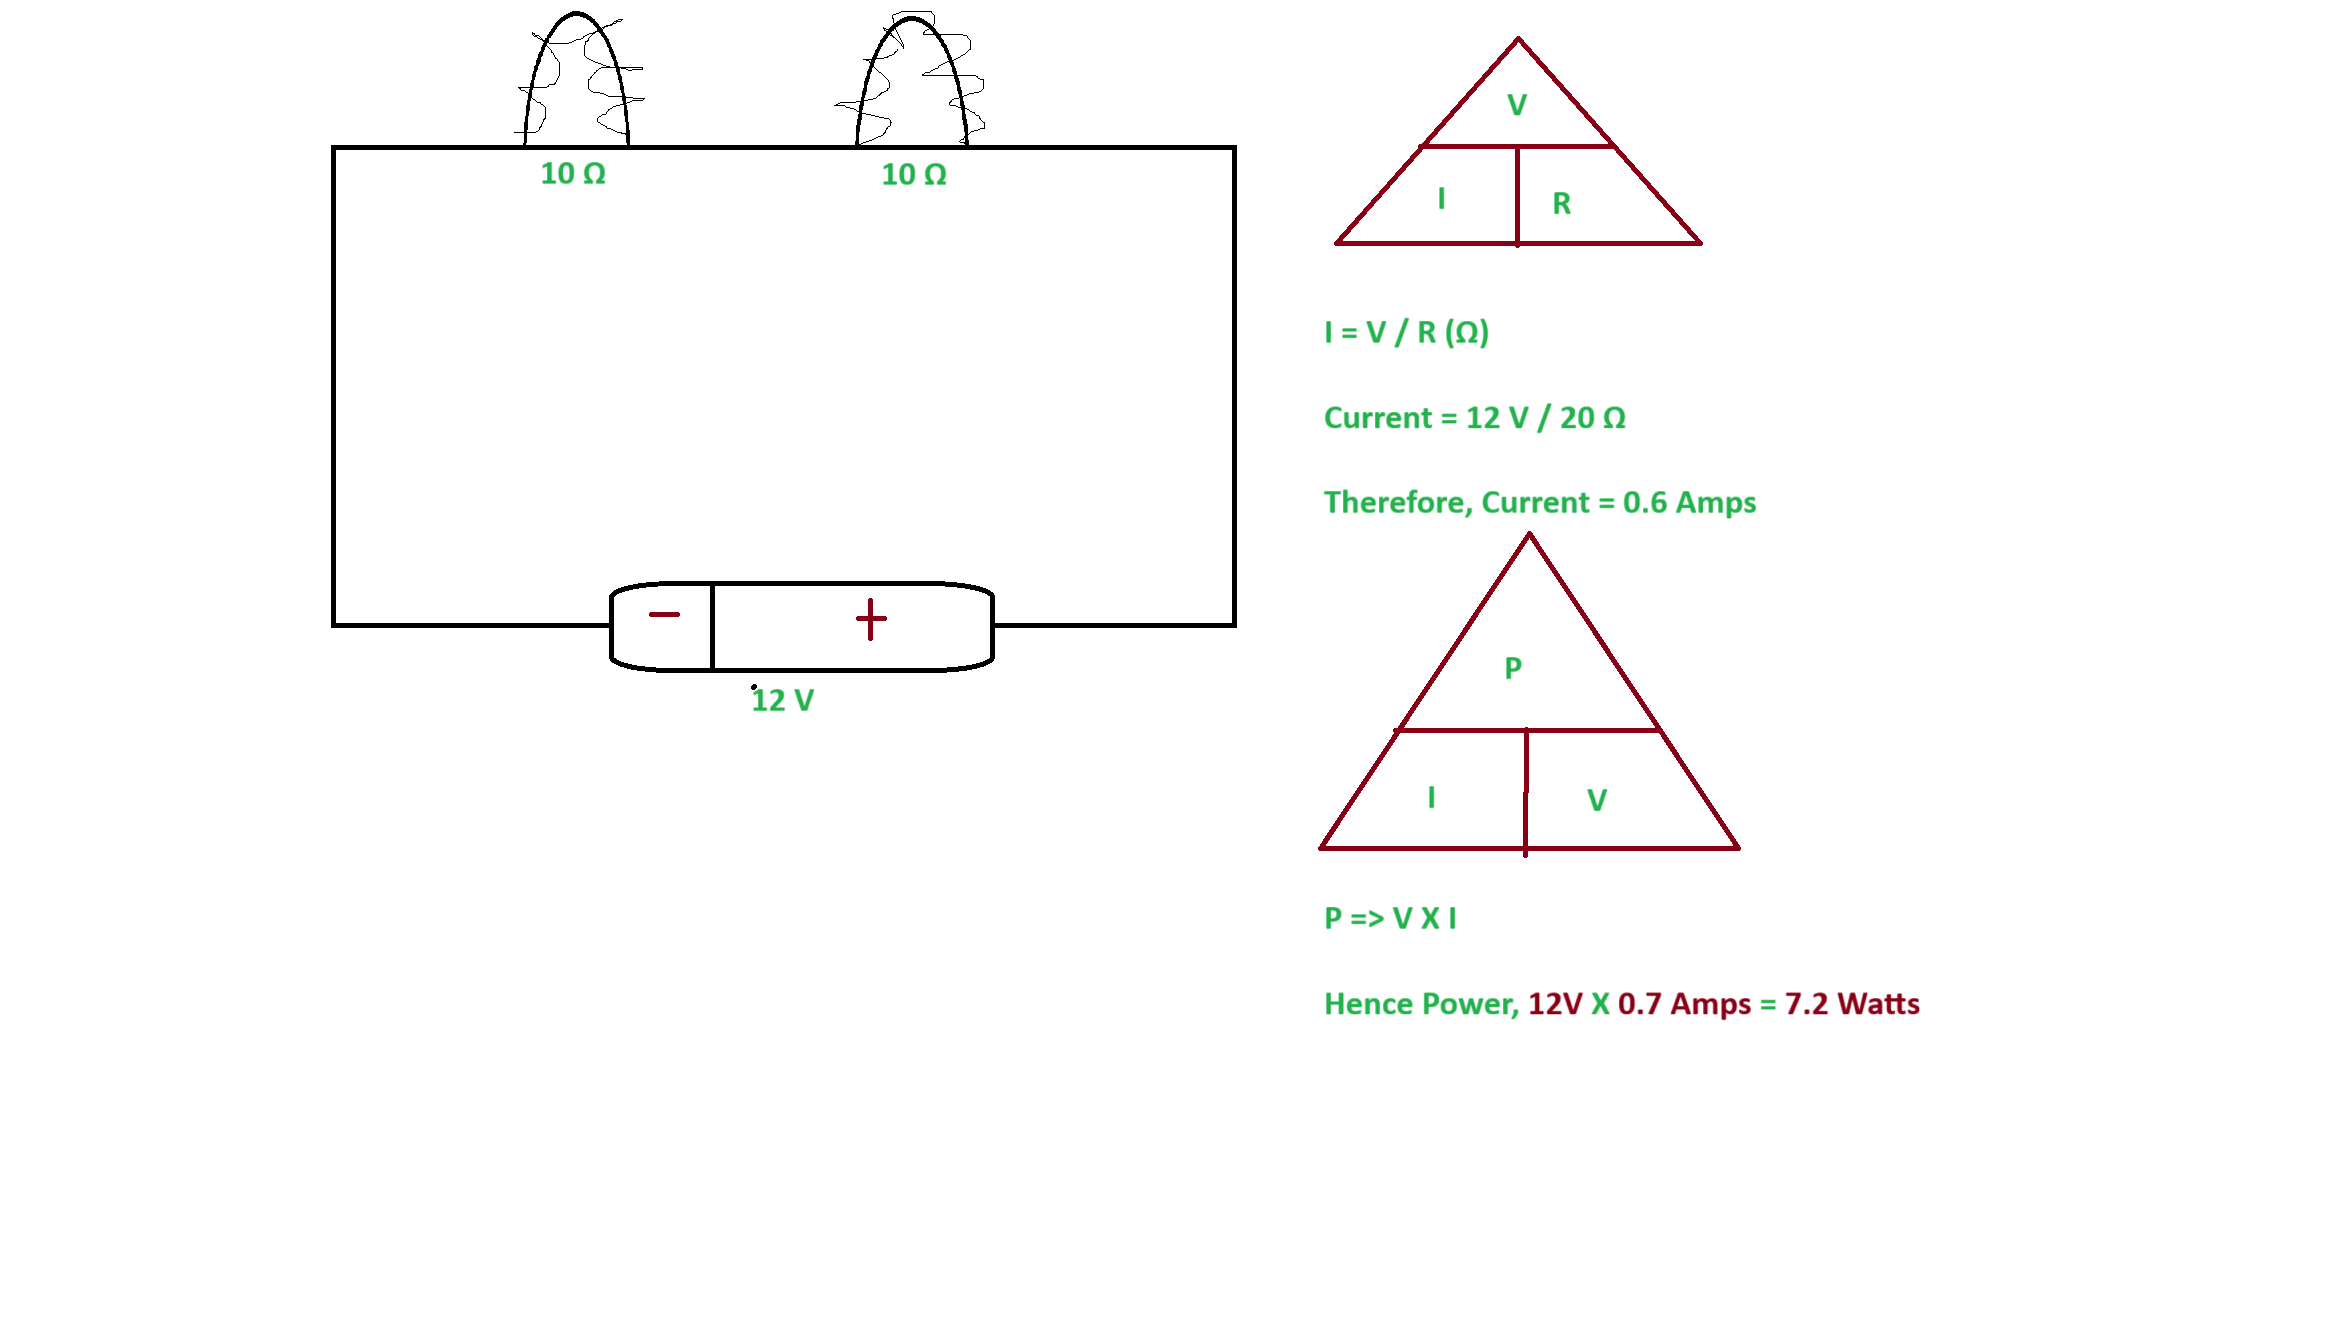 10 Ω
10 Ω
− +
12 V
V
I R
I = V / R (Ω)
Current = 12 V / 20 Ω
Therefore, Current = 0.6 Amps
P
I V
P => V X I
Hence Power, 12V X 0.7 Amps = 7.2 Watts